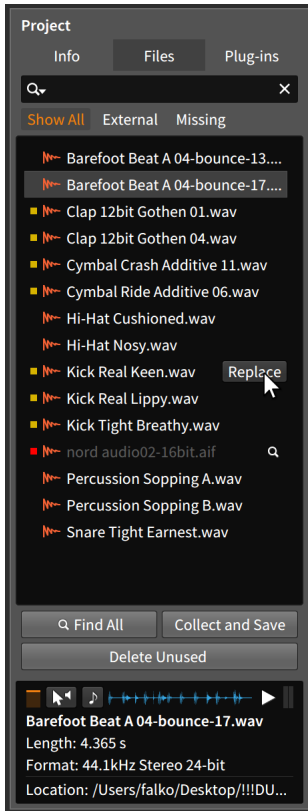 Project
Info Files Plug-ins
Show All External Missing
Barefoot Beat A 04-bounce-13....
Barefoot Beat A 04-bounce-17....
Clap 12bit Gothen 01.wav
Clap 12bit Gothen 04.wav
Cymbal Crash Additive 11.wav
Cymbal Ride Additive 06.wav
Hi-Hat Cushioned.wav
Hi-Hat Nosy.wav
Kick Real Keen.wav Replace
Kick Real Lippy.wav
Kick Tight Breathy.wav
nord audio02-16bit.aif
Percussion Sopping A.wav
Percussion Sopping B.wav
Snare Tight Earnest.wav
Find All Collect and Save
Delete Unused
Barefoot Beat A 04-bounce-17.wav
Length: 4.365 s
Format: 44.1kHz Stereo 24-bit
Location: /Users/falko/Desktop/!!!DU...